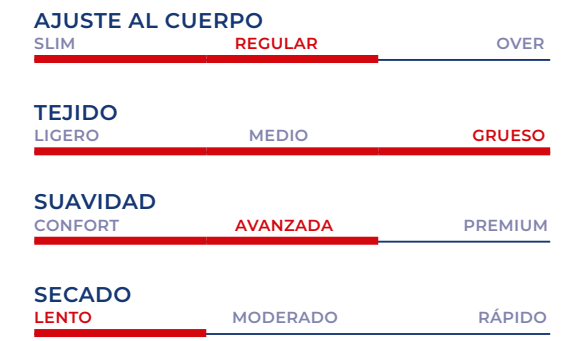 AJUSTE AL CUERPO
SLIM REGULAR OVER
TEJIDO
LIGERO MEDIO GRUESO
SUAVIDAD
CONFORT AVANZADA PREMIUM
SECADO
LENTO MODERADO RÁPIDO